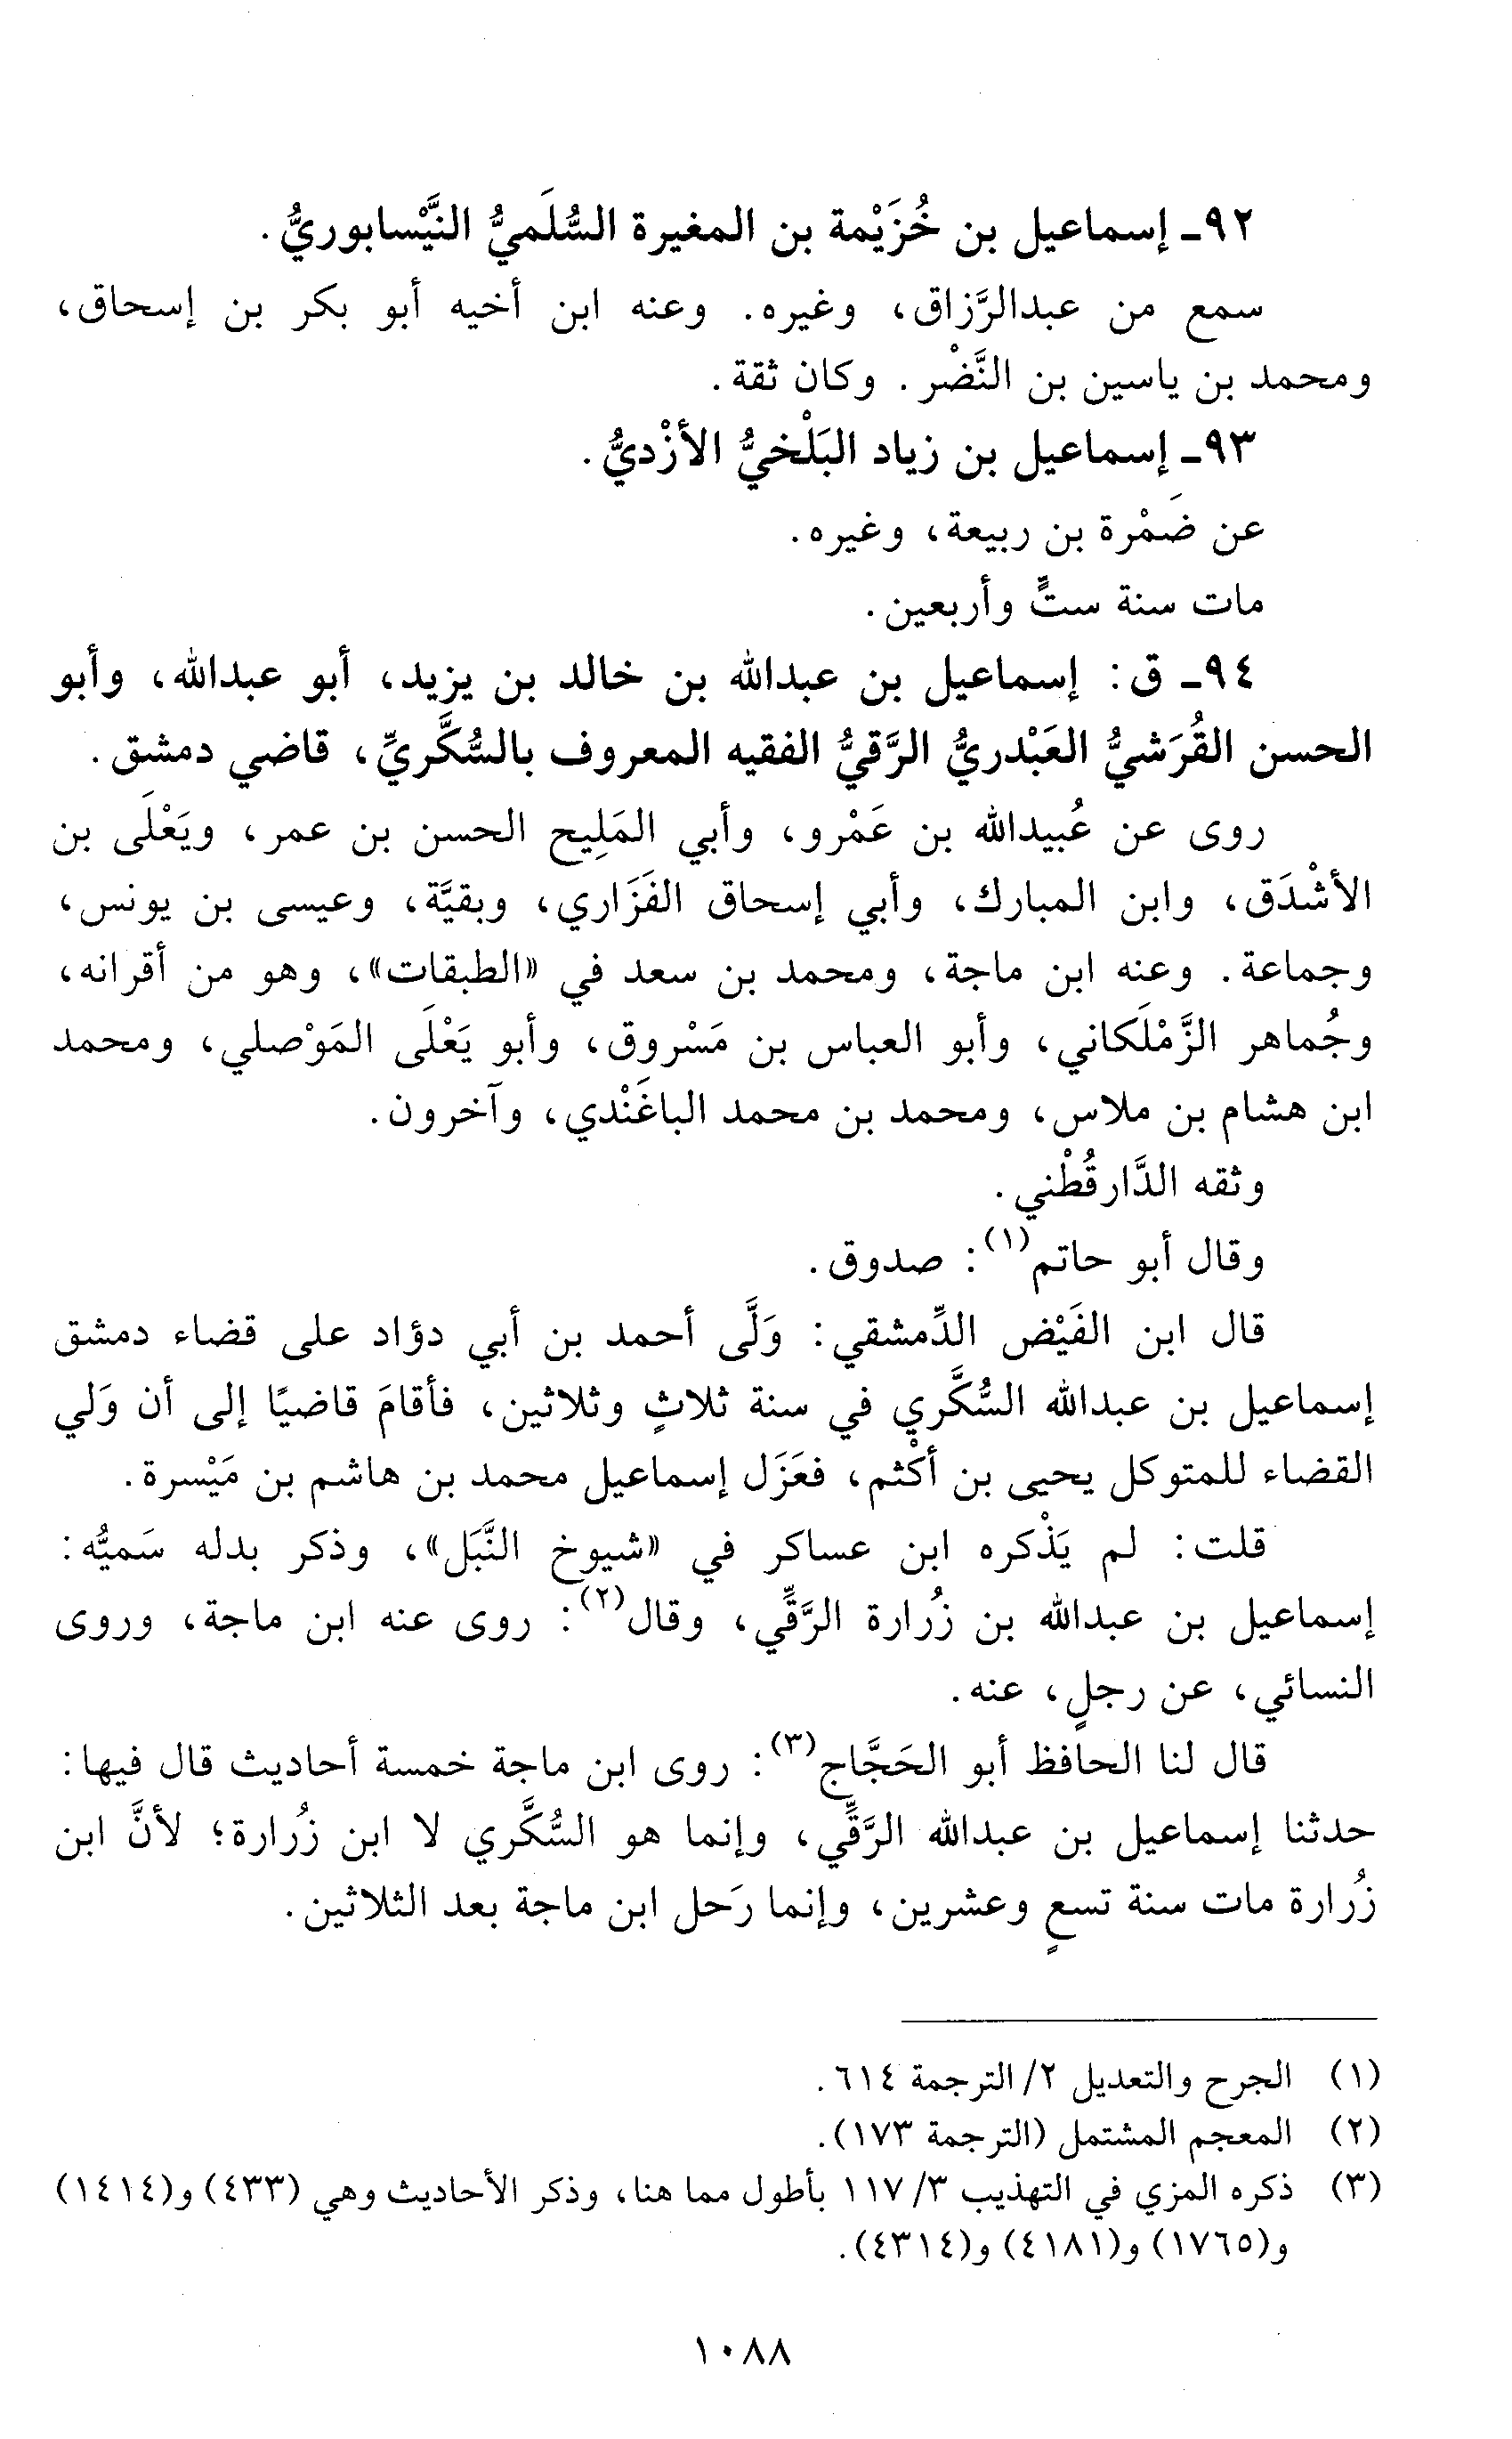 ٩٢ـ إسماعيل بن خُزَيْمة بن المغيرة السُّلَميُّ النَّيْسابوريُّ.
سمع من عبدالرَّزاق، وغيره. وعنه ابن أخيه أبو بكر بن إسحاق،
ومحمد بن ياسين بن النَّضْر. وكان ثقة.
٩٣ـ إسماعيل بن زياد البَلْخيُّ الأزْديُّ.
عن ضَمْرة بن ربيعة، وغيره.
مات سنة ستٍّ وأربعين.
٩٤ـ ق: إسماعيل بن عبدالله بن خالد بن يزيد، أبو عبدالله، وأبو
الحسن القُرَشيُّ العَبْدريُّ الرَّقيُّ الفقيه المعروف بالسُّكَّريِّ، قاضي دمشق.
روى عن عُبيدالله بن عَمْرو، وأبي المَلِيح الحسن بن عمر، ويَعْلَى بن
الأشْدَق، وابن المبارك، وأبي إسحاق الفَزَاري، وبقيَّة، وعيسى بن يونس،
وجماعة. وعنه ابن ماجة، ومحمد بن سعد في «الطبقات»، وهو من أقرانه،
وجُماهر الزَّمْلَكاني، وأبو العباس بن مَسْروق، وأبو يَعْلَى المَوْصلي، ومحمد
ابن هشام بن ملاس، ومحمد بن محمد الباغَنْدي، وآخرون.
وثقه الدَّارقُطْني.
وقال أبو حاتم(١): صدوق.
قال ابن الفَيْض الدِّمشقي: وَلَّى أحمد بن أبي دؤاد على قضاء دمشق
إسماعيل بن عبدالله السُّكَّري في سنة ثلاثٍ وثلاثين، فأقامَ قاضيًا إلى أن وَلي
القضاء للمتوكل يحيى بن أكْثم، فعَزَل إسماعيل محمد بن هاشم بن مَيْسرة.
قلت: لم يَذْكره ابن عساكر في «شيوخ النَّبَل»، وذكر بدله سَميُّه:
إسماعيل بن عبدالله بن زُرارة الرَّقِّي، وقال(٢): روى عنه ابن ماجة، وروى
النسائي، عن رجلٍ، عنه.
قال لنا الحافظ أبو الحَجَّاج(٣): روى ابن ماجة خمسة أحاديث قال فيها:
حدثنا إسماعيل بن عبدالله الرَّقِّي، وإنما هو السُّكَّري لا ابن زُرارة؛ لأنَّ ابن
زُرارة مات سنة تسعٍ وعشرين، وإنما رَحل ابن ماجة بعد الثلاثين.
(١) الجرح والتعديل ٢/ الترجمة ٦١٤.
(٢) المعجم المشتمل (الترجمة ١٧٣).
(٣) ذكره المزي في التهذيب ٣/ ١١٧ بأطول مما هنا، وذكر الأحاديث وهي (٤٣٣) و(١٤١٤)
و(١٧٦٥) و(٤١٨١) و(٤٣١٤).
١٠٨٨